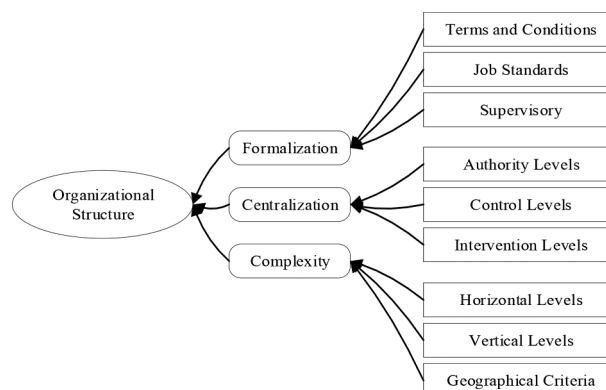 Terms and Conditions
Job Standards
Supervisory
Formalization
Authority Levels
Organizational
Structure
Centralization
Control Levels
Intervention Levels
Complexity
Horizontal Levels
Vertical Levels
Geographical Criteria